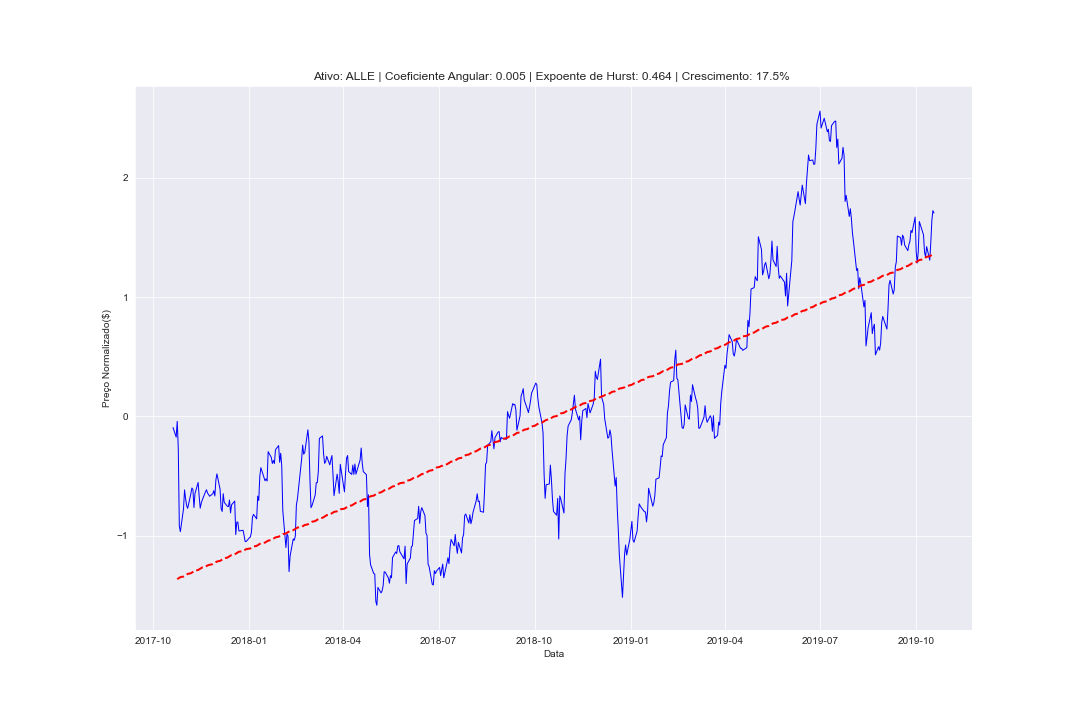 Ativo: ALLE | Coeficiente Angular: 0.005 | Expoente de Hurst: 0.464 | Crescimento: 17.5%
Preço Normalizado($)
2
1
0
−1
2017-10 2018-01 2018-04 2018-07 2018-10 2019-01 2019-04 2019-07 2019-10
Data